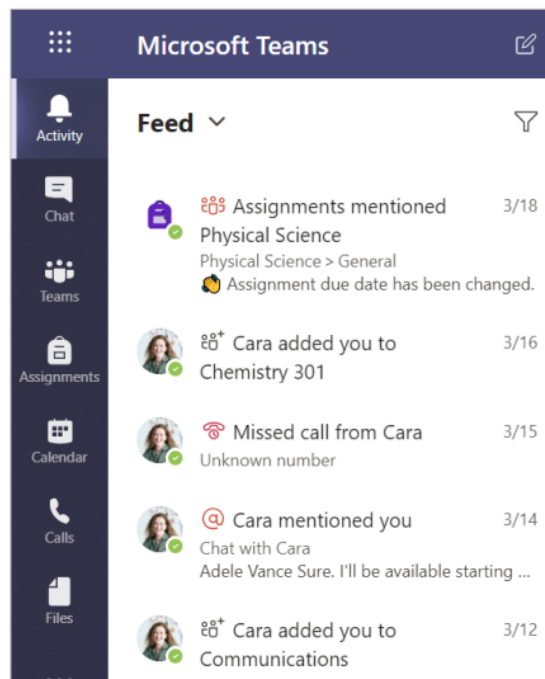 Microsoft Teams
Activity
Chat
Teams
Assignments
Calendar
Calls
Files
Feed
Assignments mentioned 3/18
Physical Science
Physical Science > General
Assignment due date has been changed.
Cara added you to 3/16
Chemistry 301
Missed call from Cara 3/15
Unknown number
Cara mentioned you 3/14
Chat with Cara
Adele Vance Sure. I'll be available starting ...
Cara added you to 3/12
Communications